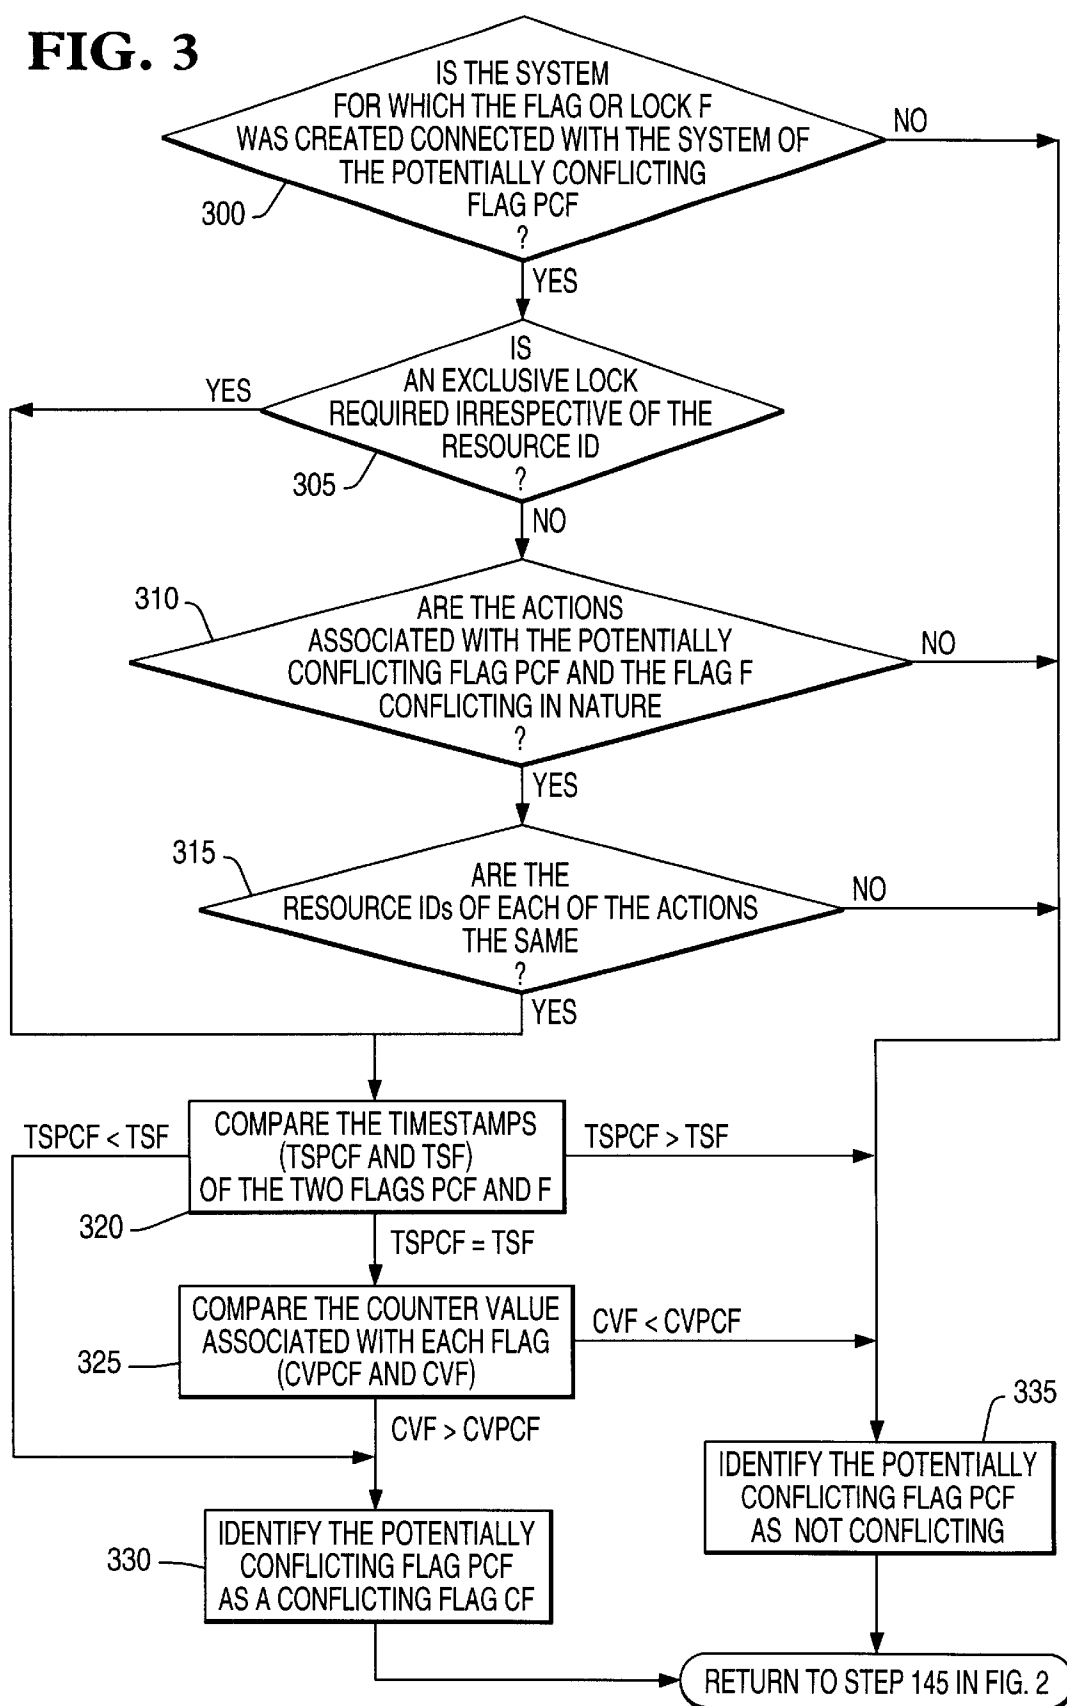 FIG. 3
IS THE SYSTEM
FOR WHICH THE FLAG OR LOCK F
WAS CREATED CONNECTED WITH THE SYSTEM OF
THE POTENTIALLY CONFLICTING
FLAG PCF
?
NO
300
YES
IS
AN EXCLUSIVE LOCK
REQUIRED IRRESPECTIVE OF THE
RESOURCE ID
?
YES
305
NO
310
ARE THE ACTIONS
ASSOCIATED WITH THE POTENTIALLY
CONFLICTING FLAG PCF AND THE FLAG F
CONFLICTING IN NATURE
?
NO
YES
315
ARE THE
RESOURCE IDs OF EACH OF THE ACTIONS
THE SAME
?
NO
YES
COMPARE THE TIMESTAMPS
(TSPCF AND TSF)
OF THE TWO FLAGS PCF AND F
TSPCF < TSF
TSPCF > TSF
320
TSPCF = TSF
COMPARE THE COUNTER VALUE
ASSOCIATED WITH EACH FLAG
(CVPCF AND CVF)
CVF < CVPCF
325
CVF > CVPCF
335
IDENTIFY THE POTENTIALLY
CONFLICTING FLAG PCF
AS NOT CONFLICTING
330
IDENTIFY THE POTENTIALLY
CONFLICTING FLAG PCF
AS A CONFLICTING FLAG CF
RETURN TO STEP 145 IN FIG. 2